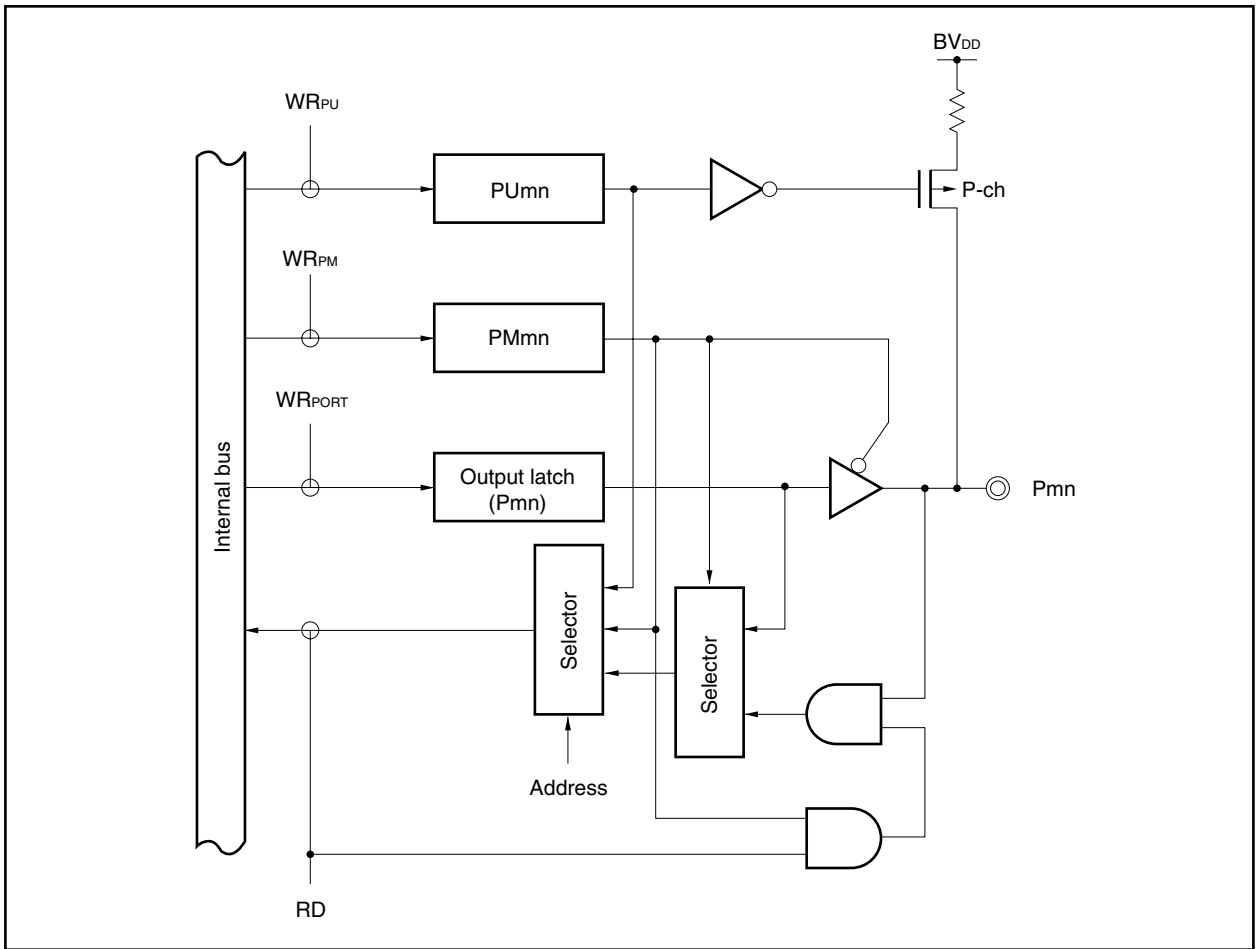 BVDD
WRPU
PUmn
P-ch
WRPM
PMmn
WRPORT
Internal bus
Output latch
(Pmn)
Pmn
Selector
Selector
Address
RD